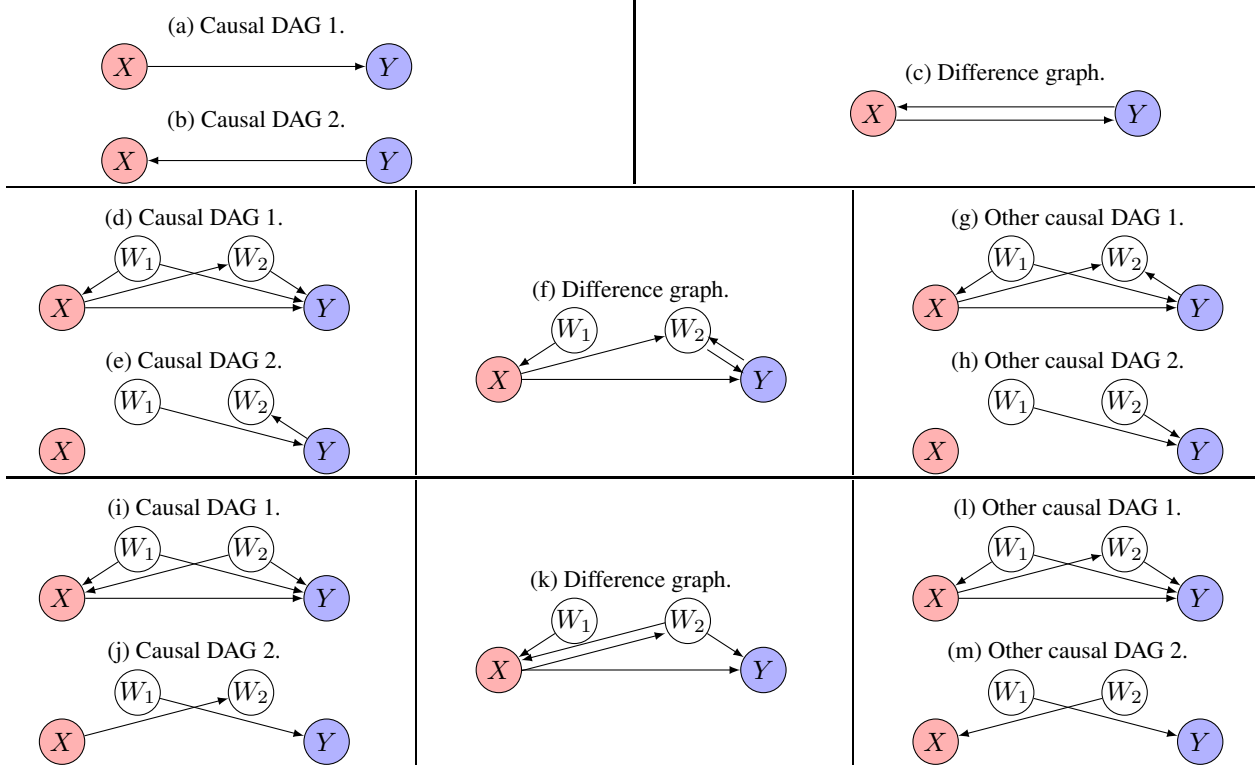 (a) Causal DAG 1.
X Y
(b) Causal DAG 2.
X Y
(c) Difference graph.
X Y
(d) Causal DAG 1.
W₁ W₂
X Y
(e) Causal DAG 2.
W₁ W₂
X Y
(f) Difference graph.
W₁ W₂
X Y
(g) Other causal DAG 1.
W₁ W₂
X Y
(h) Other causal DAG 2.
W₁ W₂
X Y
(i) Causal DAG 1.
W₁ W₂
X Y
(j) Causal DAG 2.
W₁ W₂
X Y
(k) Difference graph.
W₁ W₂
X Y
(l) Other causal DAG 1.
W₁ W₂
X Y
(m) Other causal DAG 2.
W₁ W₂
X Y